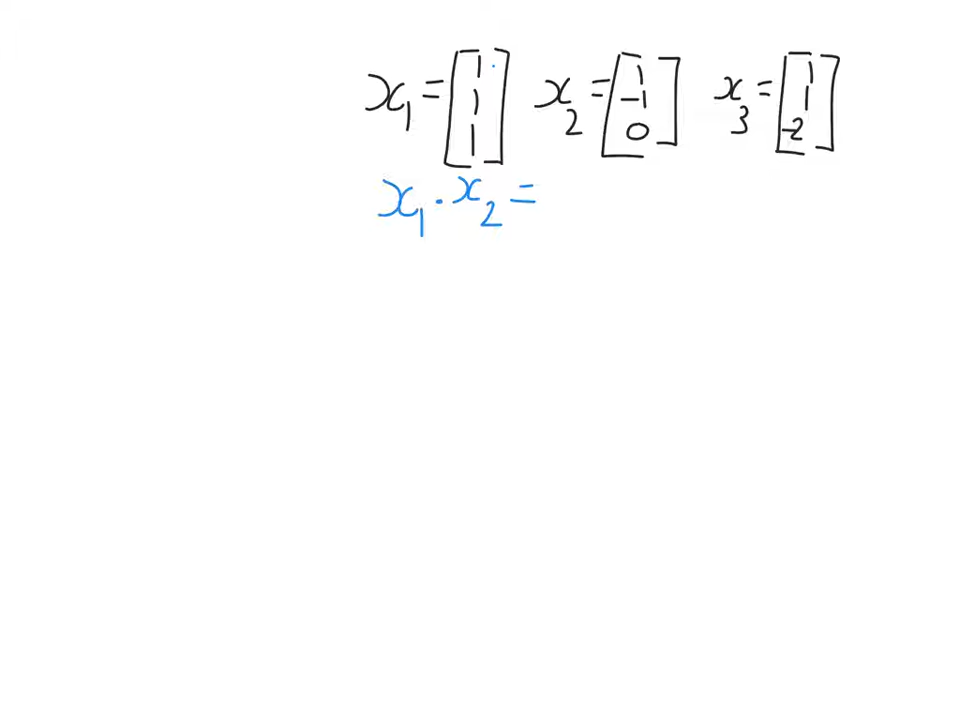 x₁ = [1 1 1] x₂ = [1 -1 0] x₃ = [1 1 -2]
x₁ · x₂ =